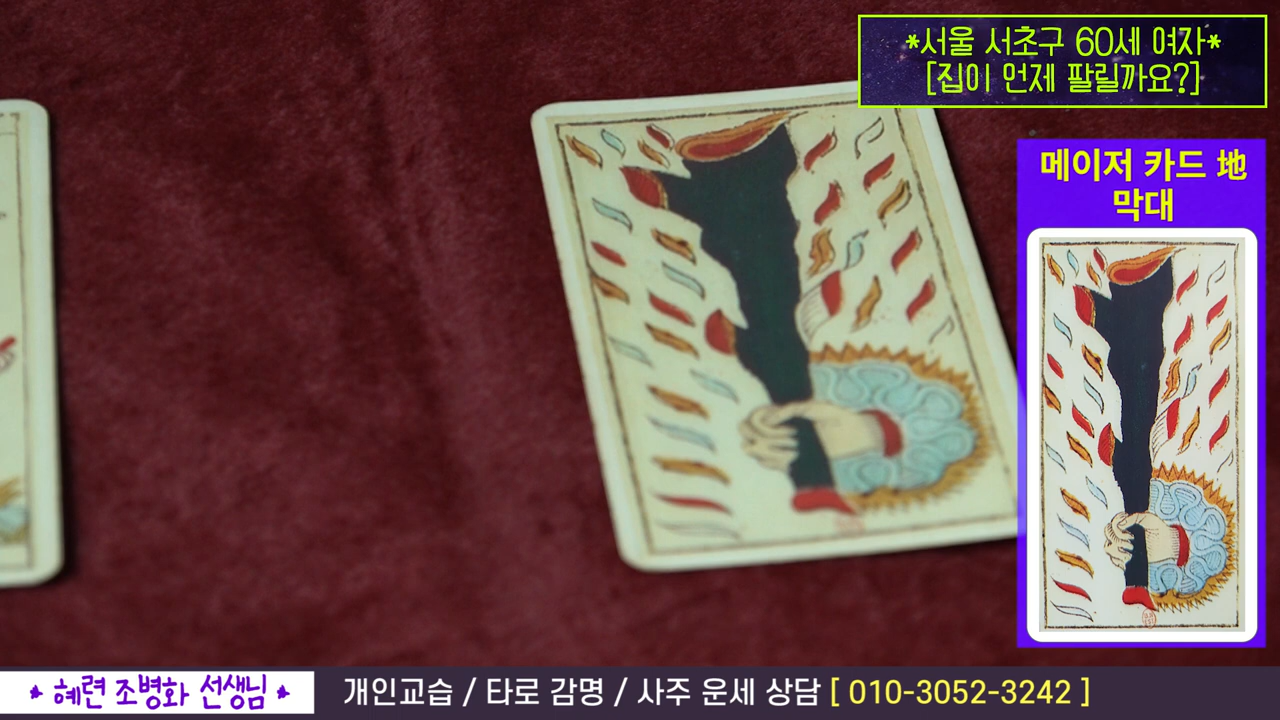 *서울 서초구 60세 여자*
[집이 언제 팔릴까요?]
메이저 카드 地
막대
* 혜련 조병화 선생님 *
개인교습 / 타로 감명 / 사주 운세 상담 [ 010-3052-3242 ]